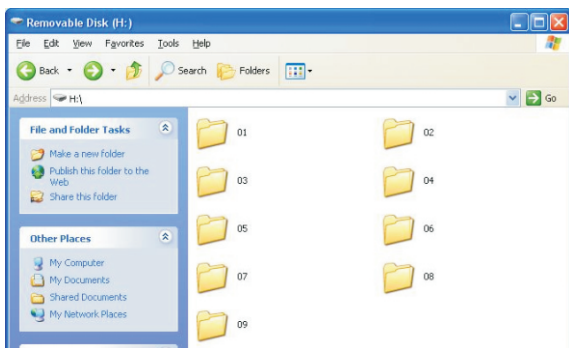 Removable Disk (H:)
File Edit View Favorites Tools Help
Back Search Folders
Address H:\ Go
File and Folder Tasks
Make a new folder
Publish this folder to the
Web
Share this folder
Other Places
My Computer
My Documents
Shared Documents
My Network Places
01 02
03 04
05 06
07 08
09